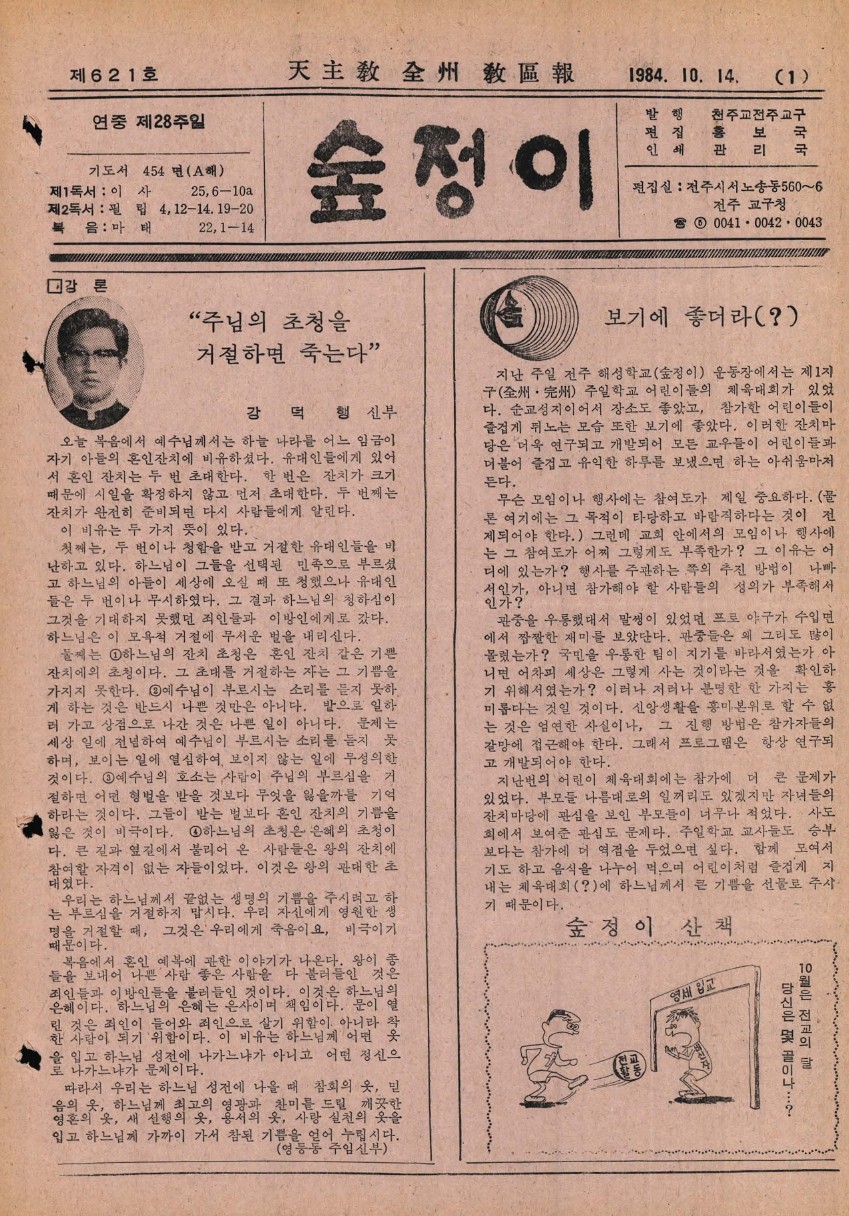 제621호
天主敎 全州 敎區報
1984. 10. 14. (1)
연중 제28주일
기도서 454 면(A해)
제1독서 : 이 사 25,6-10a
제2독서 : 필 립 4,12-14. 19-20
복 음 : 마 태 22,1-14
숲정이
발 행 천주교전주교구
편 집 홍 보 국
인 쇄 관 리 국
편집실 : 전주시서노송동560~6
전주 교구청
☎ ⑤ 0041·0042·0043
강 론
"주님의 초청을
거절하면 죽는다"
강 덕 행 신부
오늘 복음에서 예수님께서는 하늘 나라를 어느 임금이
자기 아들의 혼인잔치에 비유하셨다. 유대인들에게 있어
서 혼인 잔치는 두 번 초대한다. 한 번은 잔치가 크기
때문에 시일을 확정하지 않고 먼저 초대한다. 두 번째는
잔치가 완전히 준비되면 다시 사람들에게 알린다.
이 비유는 두 가지 뜻이 있다.
첫째는, 두 번이나 청함을 받고 거절한 유대인들을 비
난하고 있다. 하느님이 그들을 선택된 민족으로 부르셨
고 하느님의 아들이 세상에 오실 때 또 청했으나 유대인
들은 두 번이나 무시하였다. 그 결과 하느님의 청하심이
그것을 기대하지 못했던 죄인들과 이방인에게로 갔다.
하느님은 이 모욕적 거절에 무서운 벌을 내리신다.
둘째는 ①하느님의 잔치 초청은 혼인 잔치 같은 기쁜
잔치에의 초청이다. 그 초대를 거절하는 자는 그 기쁨을
가지지 못한다. ②예수님이 부르시는 소리를 듣지 못하
게 하는 것은 반드시 나쁜 것만은 아니다. 밭으로 일하
러 가고 상점으로 나간 것은 나쁜 일이 아니다. 문제는
세상 일에 전념하여 예수님이 부르시는 소리를 듣지 못
하며, 보이는 일에 열심하여, 보이지 않는 일에 무성의한
것이다. ③예수님의 호소는 사람이 주님의 부르심을 거
절하면 어떤 형벌을 받을 것보다 무엇을 잃을까를 기억
하라는 것이다. 그들이 받는 벌보다 혼인 잔치의 기쁨을
잃은 것이 비극이다. ④하느님의 초청은 은혜의 초청이
다. 큰 길과 옆길에서 불리어 온 사람들은 왕의 잔치에
참여할 자격이 없는 자들이었다. 이것은 왕의 관대한 초
대였다.
우리는 하느님께서 끝없는 생명의 기쁨을 주시려고 하
는 부르심을 거절하지 맙시다. 우리 자신에게 영원한 생
명을 거절할 때, 그것은 우리에게 죽음이요, 비극이기
때문이다.
복음에서 혼인 예복에 관한 이야기가 나온다. 왕이 종
들을 보내어 나쁜 사람 좋은 사람을 다 불러들인 것은
죄인들과 이방인들을 불러들인 것이다. 이것은 하느님의
은혜이다. 하느님의 은혜는 은사이며 책임이다. 문이 열
린 것은 죄인이 들어와 죄인으로 살기 위함이 아니라 착
한 사람이 되기 위함이다. 이 비유는 하느님께 어떤 옷
을 입고 하느님 성전에 나가느냐가 아니고 어떤 정신으
로 나가느냐가 문제이다.
따라서 우리는 하느님 성전에 나올 때 참회의 옷, 믿
음의 옷, 하느님께 최고의 영광과 찬미를 드릴 깨끗한
영혼의 옷, 새 실행의 옷, 용서의 옷, 사랑 실천의 옷을
입고 하느님께 가까이 가서 참된 기쁨을 얻어 누립시다.
(영등동 주임신부)
보기에 좋더라(?)
지난 주일 전주 해성학교(숲정이) 운동장에서는 제1지
구(全州·完州) 주일학교 어린이들의 체육대회가 있었
다. 순교성지이어서 장소도 좋았고, 참가한 어린이들이
즐겁게 뛰노는 모습 또한 보기에 좋았다. 이러한 잔치마
당은 더욱 연구되고 개발되어 모든 교우들이 어린이들과
더불어 즐겁고 유익한 하루를 보냈으면 하는 아쉬움마저
든다.
무슨 모임이나 행사에는 참여도가 제일 중요하다. (물
론 여기에는 그 목적이 타당하고 바람직하다는 것이 전
제되어야 한다.) 그런데 교회 안에서의 모임이나 행사에
는 그 참여도가 어찌 그렇게도 부족한가? 그 이유는 어
디에 있는가? 행사를 주관하는 쪽의 추진 방법이 나빠
서인가, 아니면 참가해야 할 사람들의 성의가 부족해서
인가?
관중을 우롱했대서 말썽이 있었던 프로 야구가 수입면
에서 짭짤한 재미를 보았단다. 관중들은 왜 그리도 많이
몰렸는가? 국민을 우롱한 팀이 지기를 바라서였는가 아
니면 어차피 세상은 그렇게 사는 것이라는 것을 확인하
기 위해서였는가? 이러나 저러나 분명한 한 가지는 흥
미롭다는 것일 것이다. 신앙생활을 흥미본위로 할 수 없
는 것은 엄연한 사실이나, 그 진행 방법은 참가자들의
갈망에 접근해야 한다. 그래서 프로그램은 항상 연구되
고 개발되어야 한다.
지난번의 어린이 체육대회에는 참가에 더 큰 문제가
있었다. 부모들 나름대로의 일꺼리도 있겠지만 자녀들의
잔치마당에 관심을 보인 부모들이 너무나 적었다. 사도
회에서 보여준 관심도 문제다. 주일학교 교사들도 승부
보다는 참가에 더 역점을 두었으면 싶다. 함께 모여서
기도 하고 음식을 나누어 먹으며 어린이처럼 즐겁게 지
내는 체육대회(?)에 하느님께서 큰 기쁨을 선물로 주시
기 때문이다.
숲정이 산책
10월은 전교의 달
당신은 몇 골이나…?
영세 입교
전교
활동